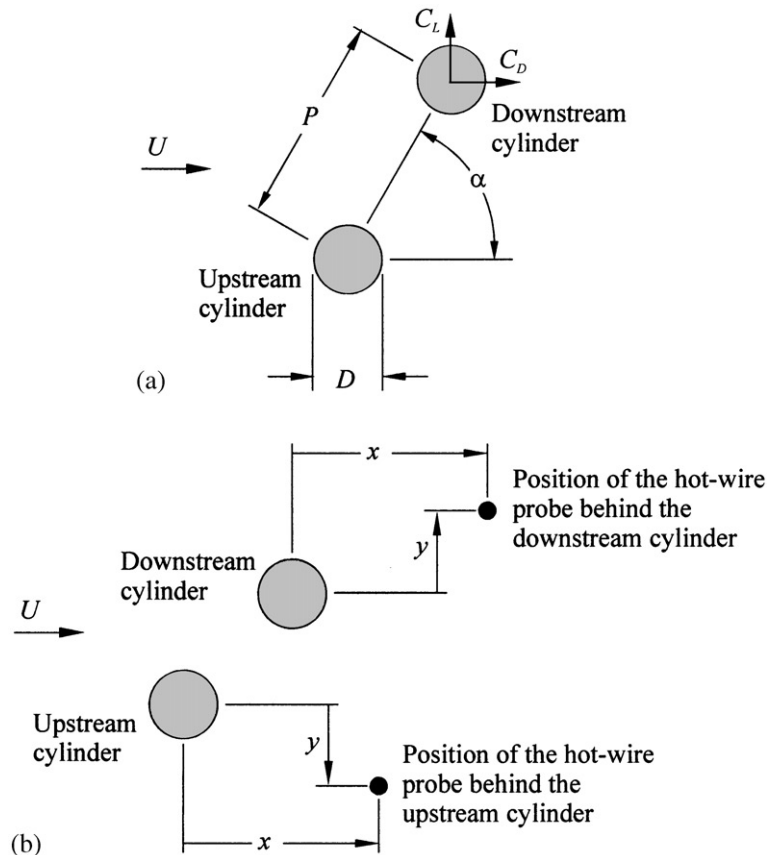 C_L
C_D
P
Downstream
cylinder
U
α
Upstream
cylinder
(a)
D
x
Position of the hot-wire
probe behind the
downstream cylinder
y
Downstream
cylinder
U
Upstream
cylinder
y
Position of the hot-wire
probe behind the
upstream cylinder
(b)
x